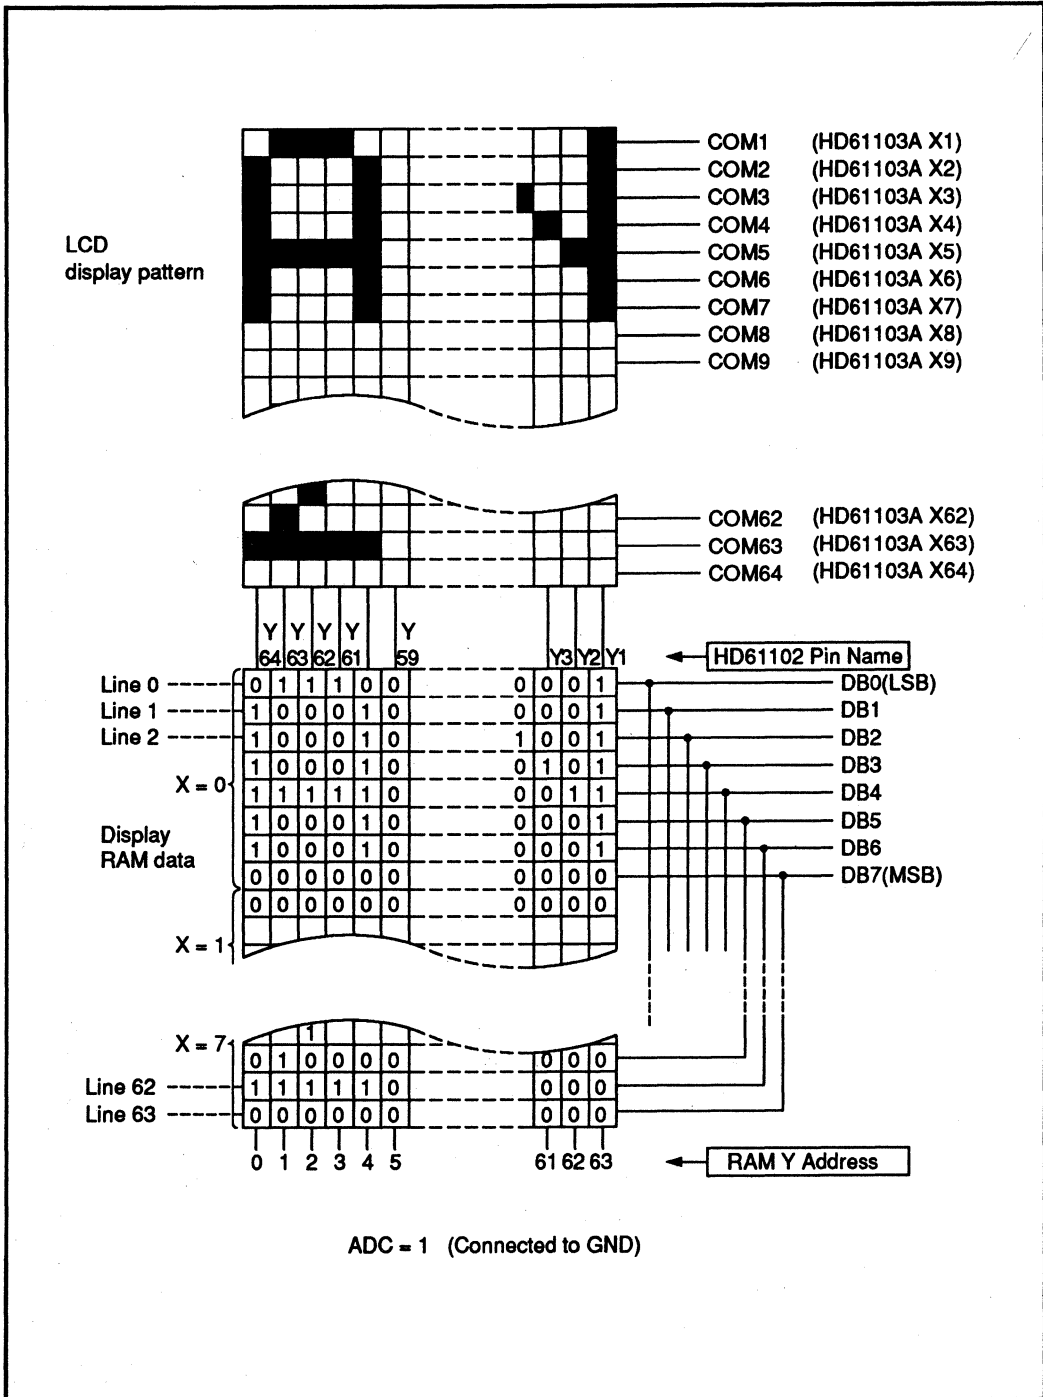 COM1 (HD61103A X1)
COM2 (HD61103A X2)
COM3 (HD61103A X3)
COM4 (HD61103A X4)
LCD
display pattern
COM5 (HD61103A X5)
COM6 (HD61103A X6)
COM7 (HD61103A X7)
COM8 (HD61103A X8)
COM9 (HD61103A X9)
COM62 (HD61103A X62)
COM63 (HD61103A X63)
COM64 (HD61103A X64)
Y Y Y Y Y
64 63 62 61 59 Y3 Y2 Y1 HD61102 Pin Name
Line 0 0 1 1 1 0 0 0 0 0 1 DB0(LSB)
Line 1 1 0 0 0 1 0 0 0 0 1 DB1
Line 2 1 0 0 0 1 0 1 0 0 1 DB2
1 0 0 0 1 0 0 1 0 1 DB3
X = 0
1 1 1 1 1 0 0 0 1 1 DB4
1 0 0 0 1 0 0 0 0 1 DB5
Display
RAM data
1 0 0 0 1 0 0 0 0 1 DB6
0 0 0 0 0 0 0 0 0 0 DB7(MSB)
0 0 0 0 0 0 0 0 0 0
X = 1
X = 7 1
0 1 0 0 0 0 0 0 0
Line 62 1 1 1 1 1 0 0 0 0
Line 63 0 0 0 0 0 0 0 0 0
0 1 2 3 4 5 61 62 63 RAM Y Address
ADC = 1 (Connected to GND)